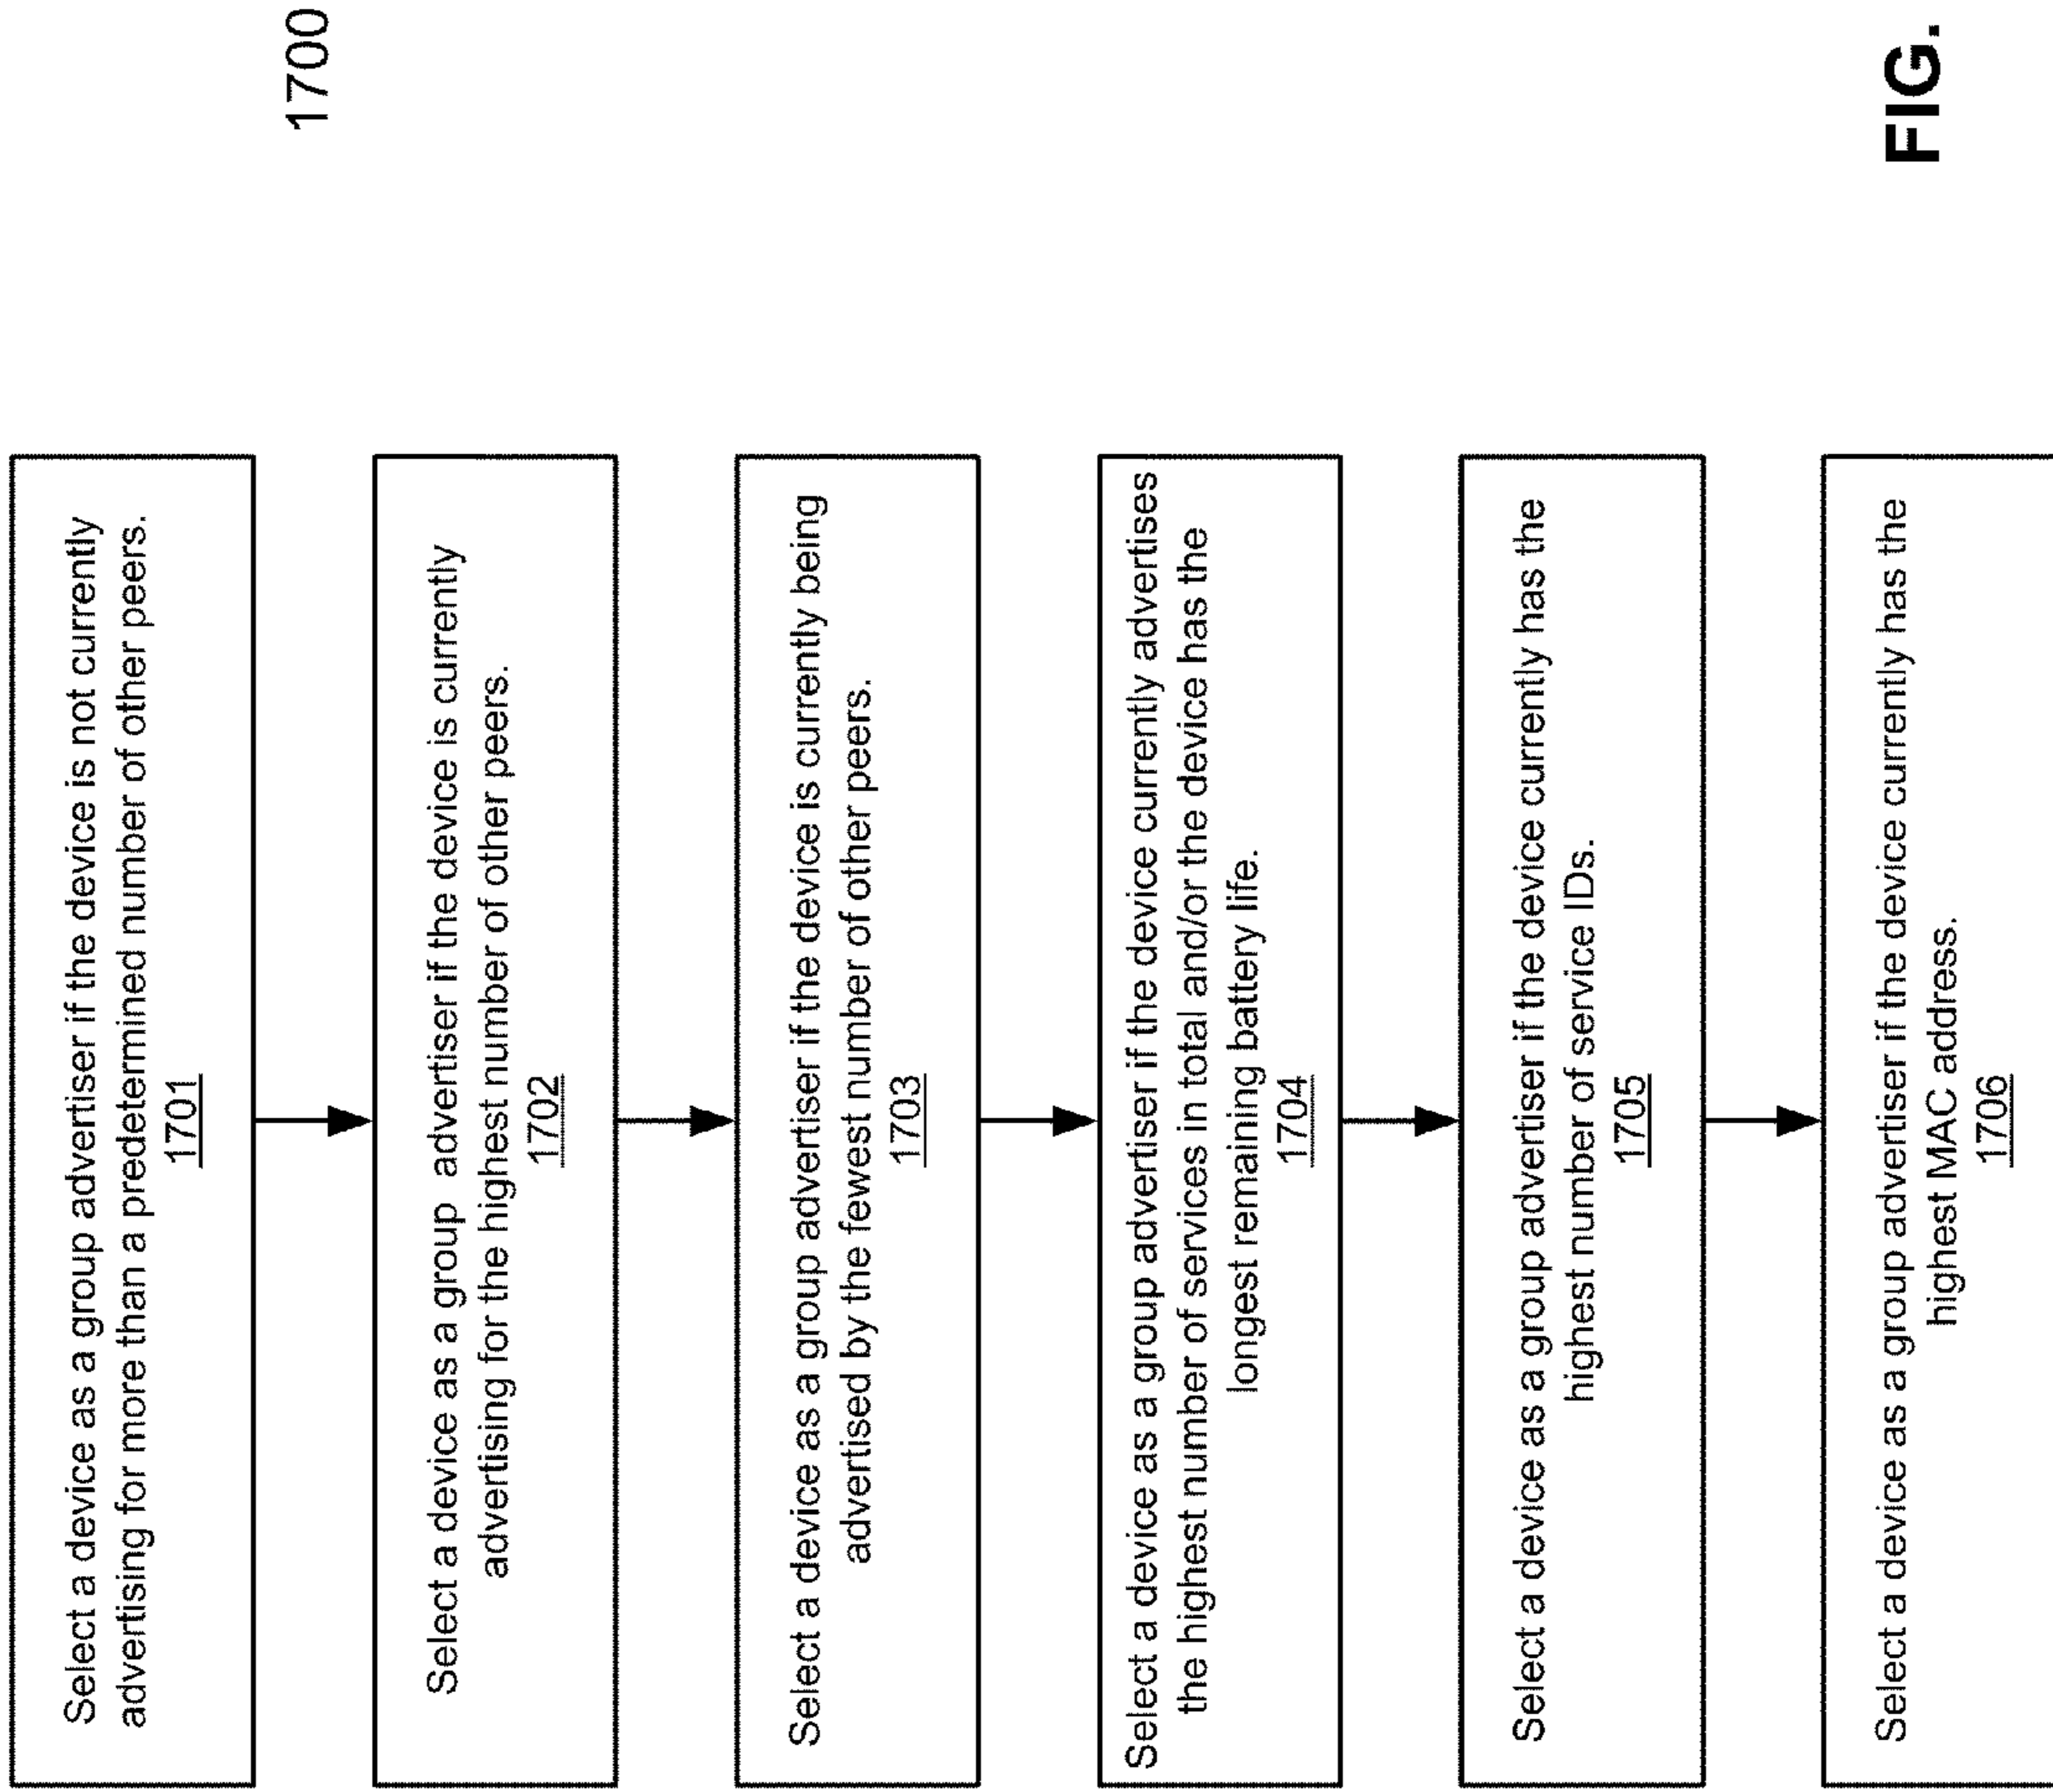 1700
Select a device as a group advertiser if the device is not currently
advertising for more than a predetermined number of other peers.
1701
Select a device as a group advertiser if the device is currently
advertising for the highest number of other peers.
1702
Select a device as a group advertiser if the device is currently being
advertised by the fewest number of other peers.
1703
Select a device as a group advertiser if the device currently advertises
the highest number of services in total and/or the device has the
longest remaining battery life.
1704
Select a device as a group advertiser if the device currently has the
highest number of service IDs.
1705
Select a device as a group advertiser if the device currently has the
highest MAC address.
1706
FIG.